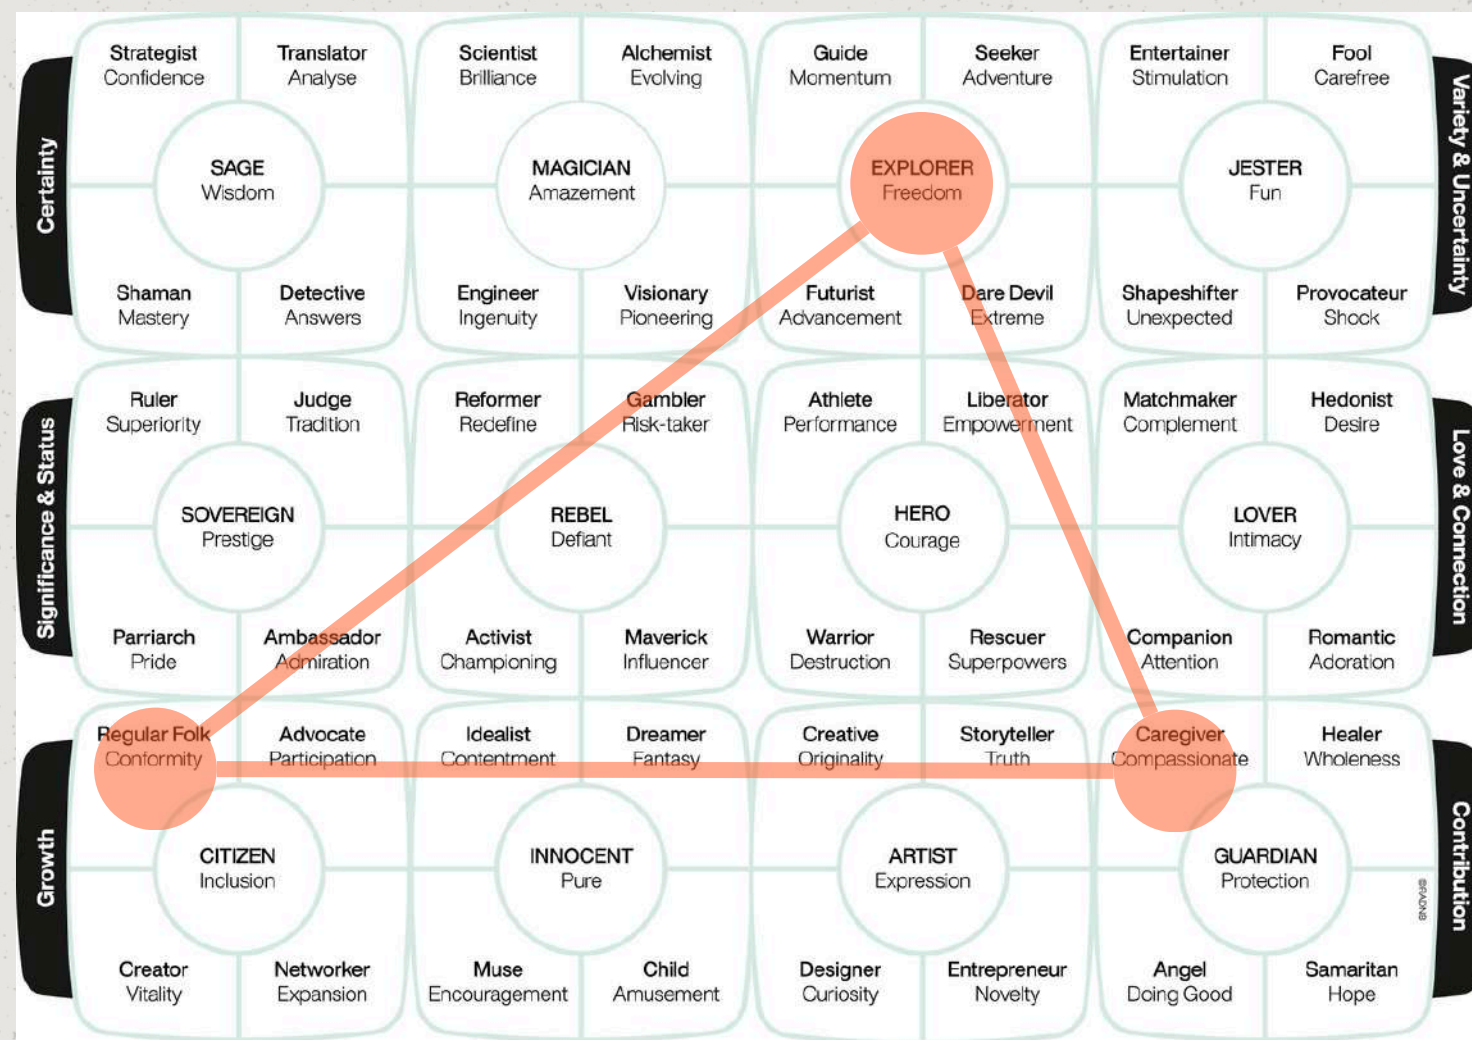 Certainty
Strategist
Confidence
Translator
Analyse
SAGE
Wisdom
Shaman
Mastery
Detective
Answers
Scientist
Brilliance
Alchemist
Evolving
MAGICIAN
Amazement
Engineer
Ingenuity
Visionary
Pioneering
Guide
Momentum
Seeker
Adventure
EXPLORER
Freedom
Futurist
Advancement
Dare Devil
Extreme
Entertainer
Stimulation
Fool
Carefree
JESTER
Fun
Shapeshifter
Unexpected
Provocateur
Shock
Variety & Uncertainty
Significance & Status
Ruler
Superiority
Judge
Tradition
SOVEREIGN
Prestige
Parriarch
Pride
Ambassador
Admiration
Reformer
Redefine
Gambler
Risk-taker
REBEL
Defiant
Activist
Championing
Maverick
Influencer
Athlete
Performance
Liberator
Empowerment
HERO
Courage
Warrior
Destruction
Rescuer
Superpowers
Matchmaker
Complement
Hedonist
Desire
LOVER
Intimacy
Companion
Attention
Romantic
Adoration
Love & Connection
Growth
Regular Folk
Conformity
Advocate
Participation
CITIZEN
Inclusion
Creator
Vitality
Networker
Expansion
Idealist
Contentment
Dreamer
Fantasy
INNOCENT
Pure
Muse
Encouragement
Child
Amusement
Creative
Originality
Storyteller
Truth
ARTIST
Expression
Designer
Curiosity
Entrepreneur
Novelty
Caregiver
Compassionate
Healer
Wholeness
GUARDIAN
Protection
Angel
Doing Good
Samaritan
Hope
Contribution